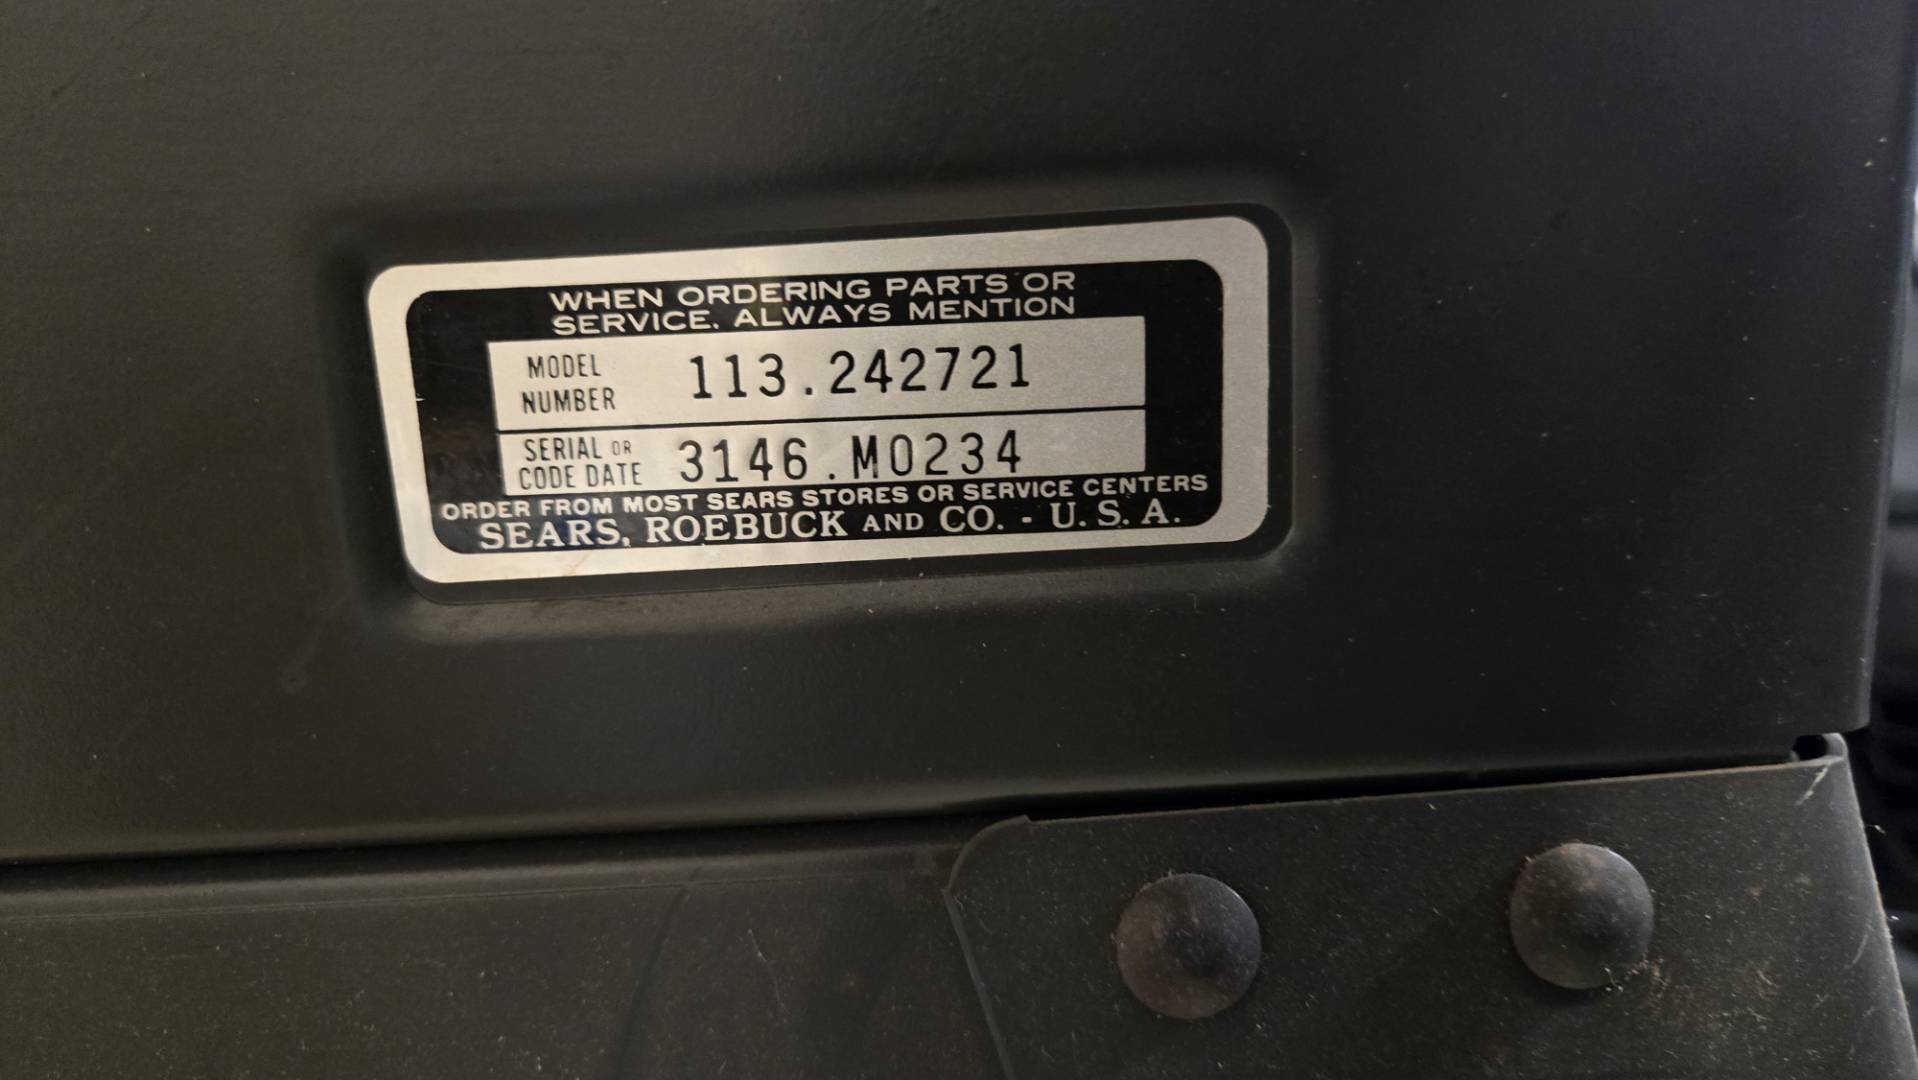 WHEN ORDERING PARTS OR
SERVICE, ALWAYS MENTION
MODEL NUMBER 113.242721
SERIAL OR CODE DATE 3146.M0234
ORDER FROM MOST SEARS STORES OR SERVICE CENTERS
SEARS, ROEBUCK AND CO. - U.S.A.